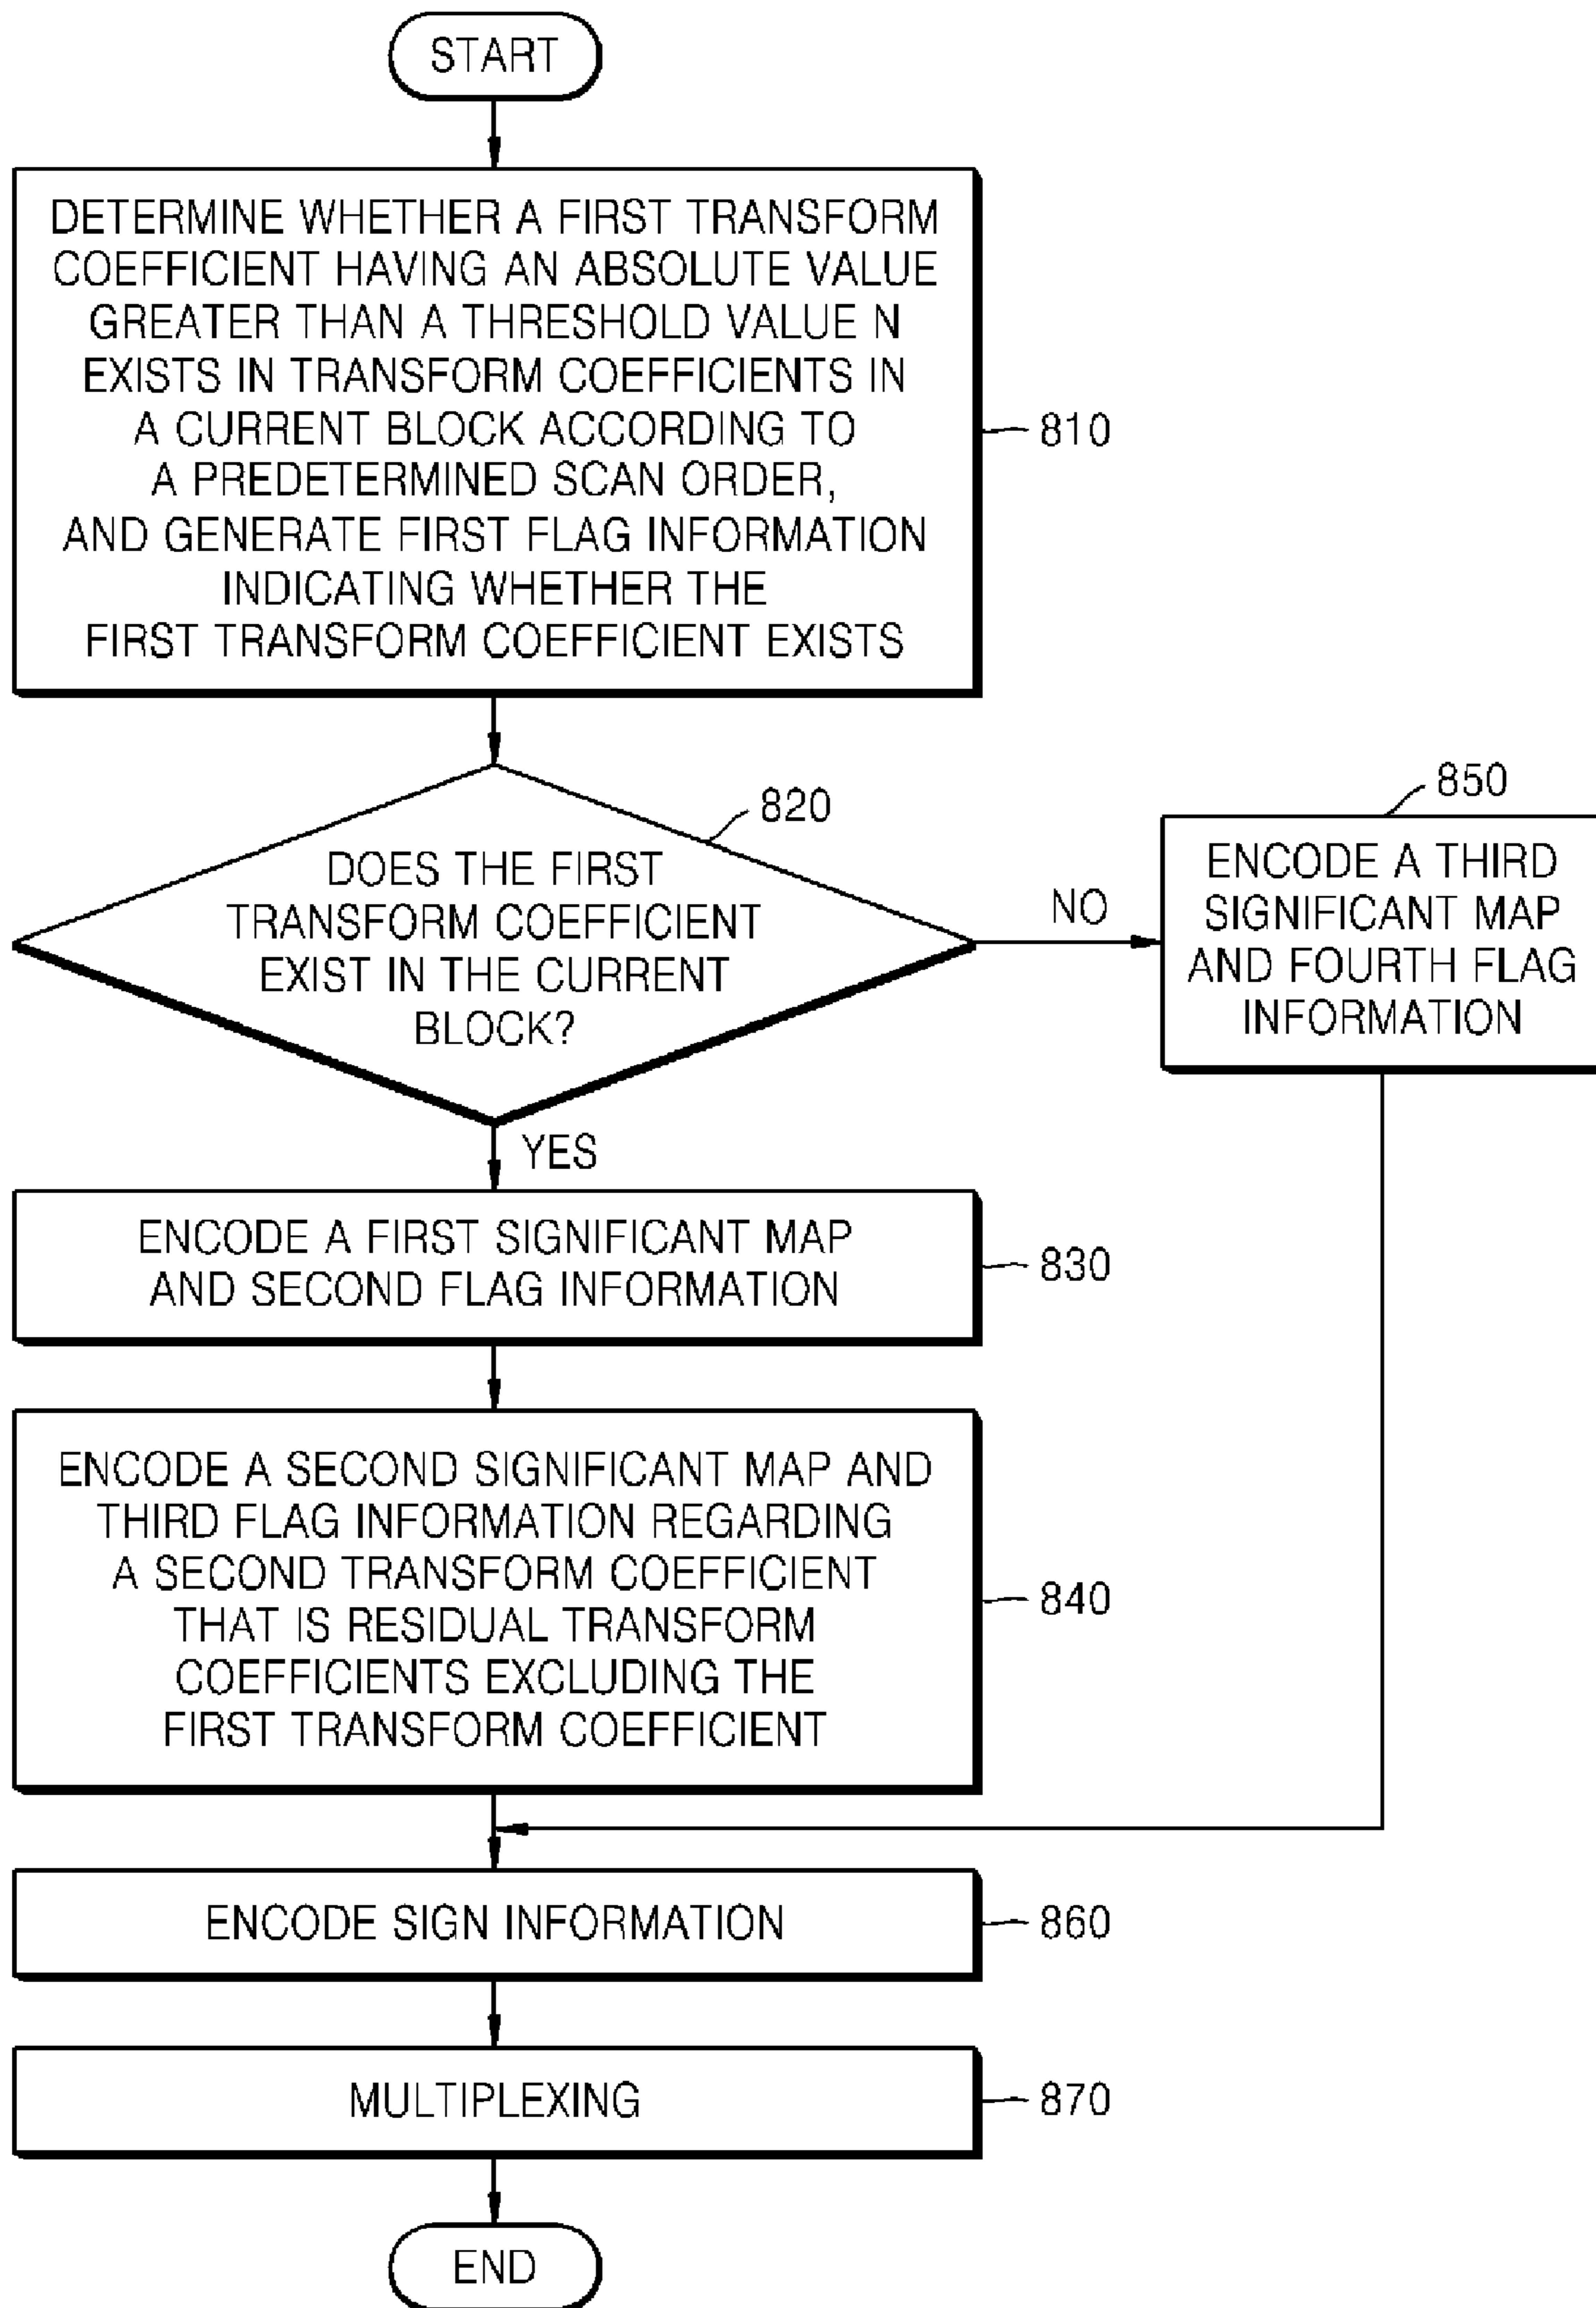 START
DETERMINE WHETHER A FIRST TRANSFORM
COEFFICIENT HAVING AN ABSOLUTE VALUE
GREATER THAN A THRESHOLD VALUE N
EXISTS IN TRANSFORM COEFFICIENTS IN
A CURRENT BLOCK ACCORDING TO
A PREDETERMINED SCAN ORDER,
AND GENERATE FIRST FLAG INFORMATION
INDICATING WHETHER THE
FIRST TRANSFORM COEFFICIENT EXISTS
810
820
DOES THE FIRST
TRANSFORM COEFFICIENT
EXIST IN THE CURRENT
BLOCK?
NO
850
ENCODE A THIRD
SIGNIFICANT MAP
AND FOURTH FLAG
INFORMATION
YES
ENCODE A FIRST SIGNIFICANT MAP
AND SECOND FLAG INFORMATION
830
ENCODE A SECOND SIGNIFICANT MAP AND
THIRD FLAG INFORMATION REGARDING
A SECOND TRANSFORM COEFFICIENT
THAT IS RESIDUAL TRANSFORM
COEFFICIENTS EXCLUDING THE
FIRST TRANSFORM COEFFICIENT
840
ENCODE SIGN INFORMATION
860
MULTIPLEXING
870
END